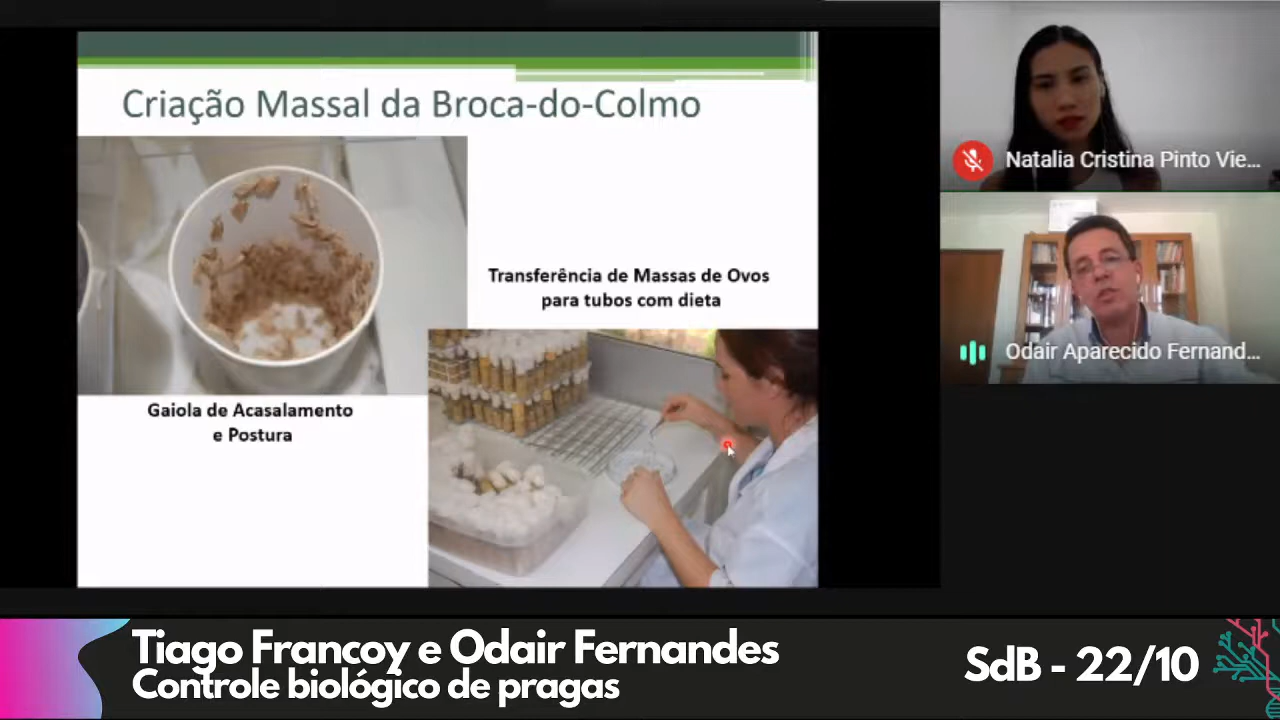 Criação Massal da Broca-do-Colmo
Transferência de Massas de Ovos
para tubos com dieta
Gaiola de Acasalamento
e Postura
Natalia Cristina Pinto Vie...
Odair Aparecido Fernand...
Tiago Francoy e Odair Fernandes
Controle biológico de pragas
SdB - 22/10